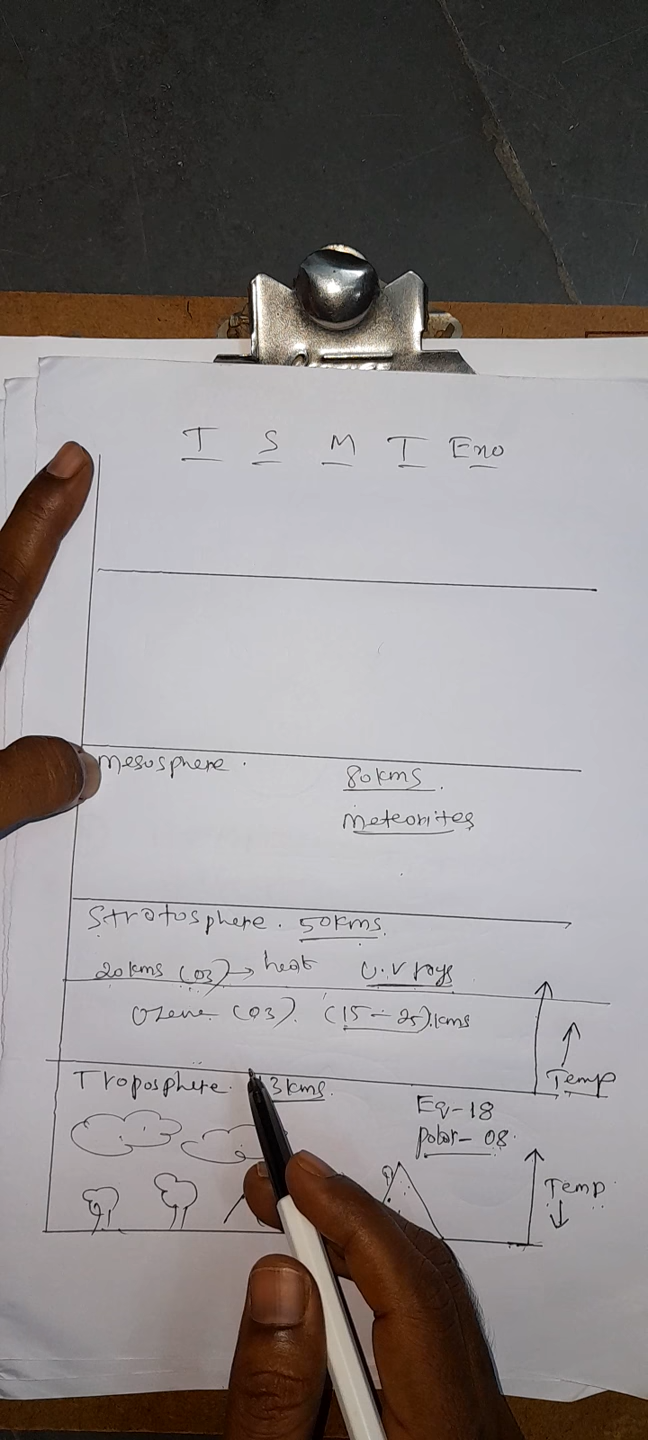 T S M T Exo
Mesosphere.
80kms.
Meteorites
Stratosphere. 50kms.
20kms (O3) → heat U.V rays
Ozone (O3). (15-25).kms
Temp
Troposphere. 13kms.
Eq-18
polar-08.
Temp